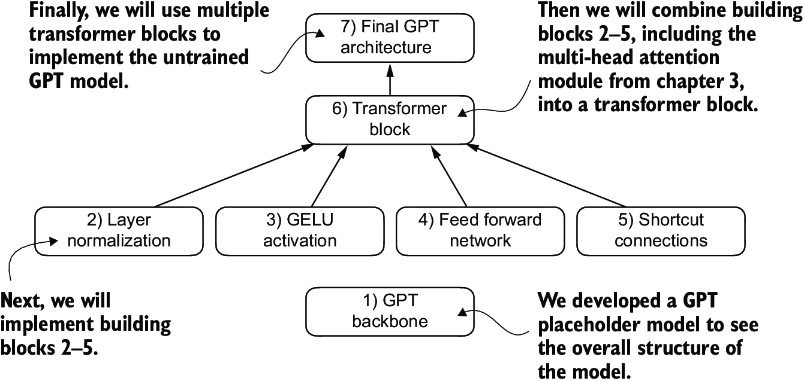 Finally, we will use multiple
transformer blocks to
implement the untrained
GPT model.
7) Final GPT
architecture
Then we will combine building
blocks 2–5, including the
multi-head attention
module from chapter 3,
into a transformer block.
6) Transformer
block
2) Layer
normalization
3) GELU
activation
4) Feed forward
network
5) Shortcut
connections
Next, we will
implement building
blocks 2–5.
1) GPT
backbone
We developed a GPT
placeholder model to see
the overall structure of
the model.